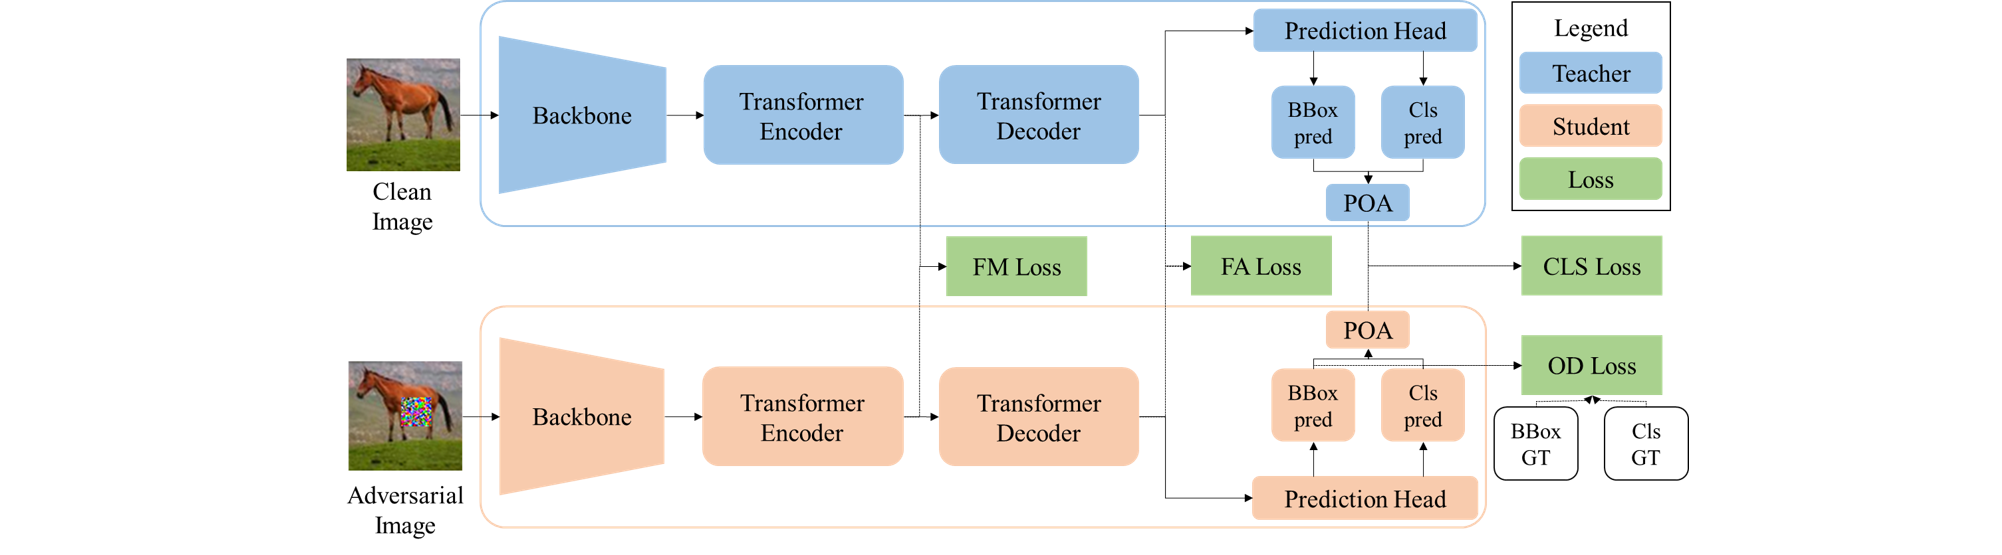 Clean
Image
Backbone
Transformer
Encoder
Transformer
Decoder
Prediction Head
BBox
pred
Cls
pred
POA
Legend
Teacher
Student
Loss
FM Loss
FA Loss
CLS Loss
Adversarial
Image
Backbone
Transformer
Encoder
Transformer
Decoder
POA
BBox
pred
Cls
pred
Prediction Head
OD Loss
BBox
GT
Cls
GT